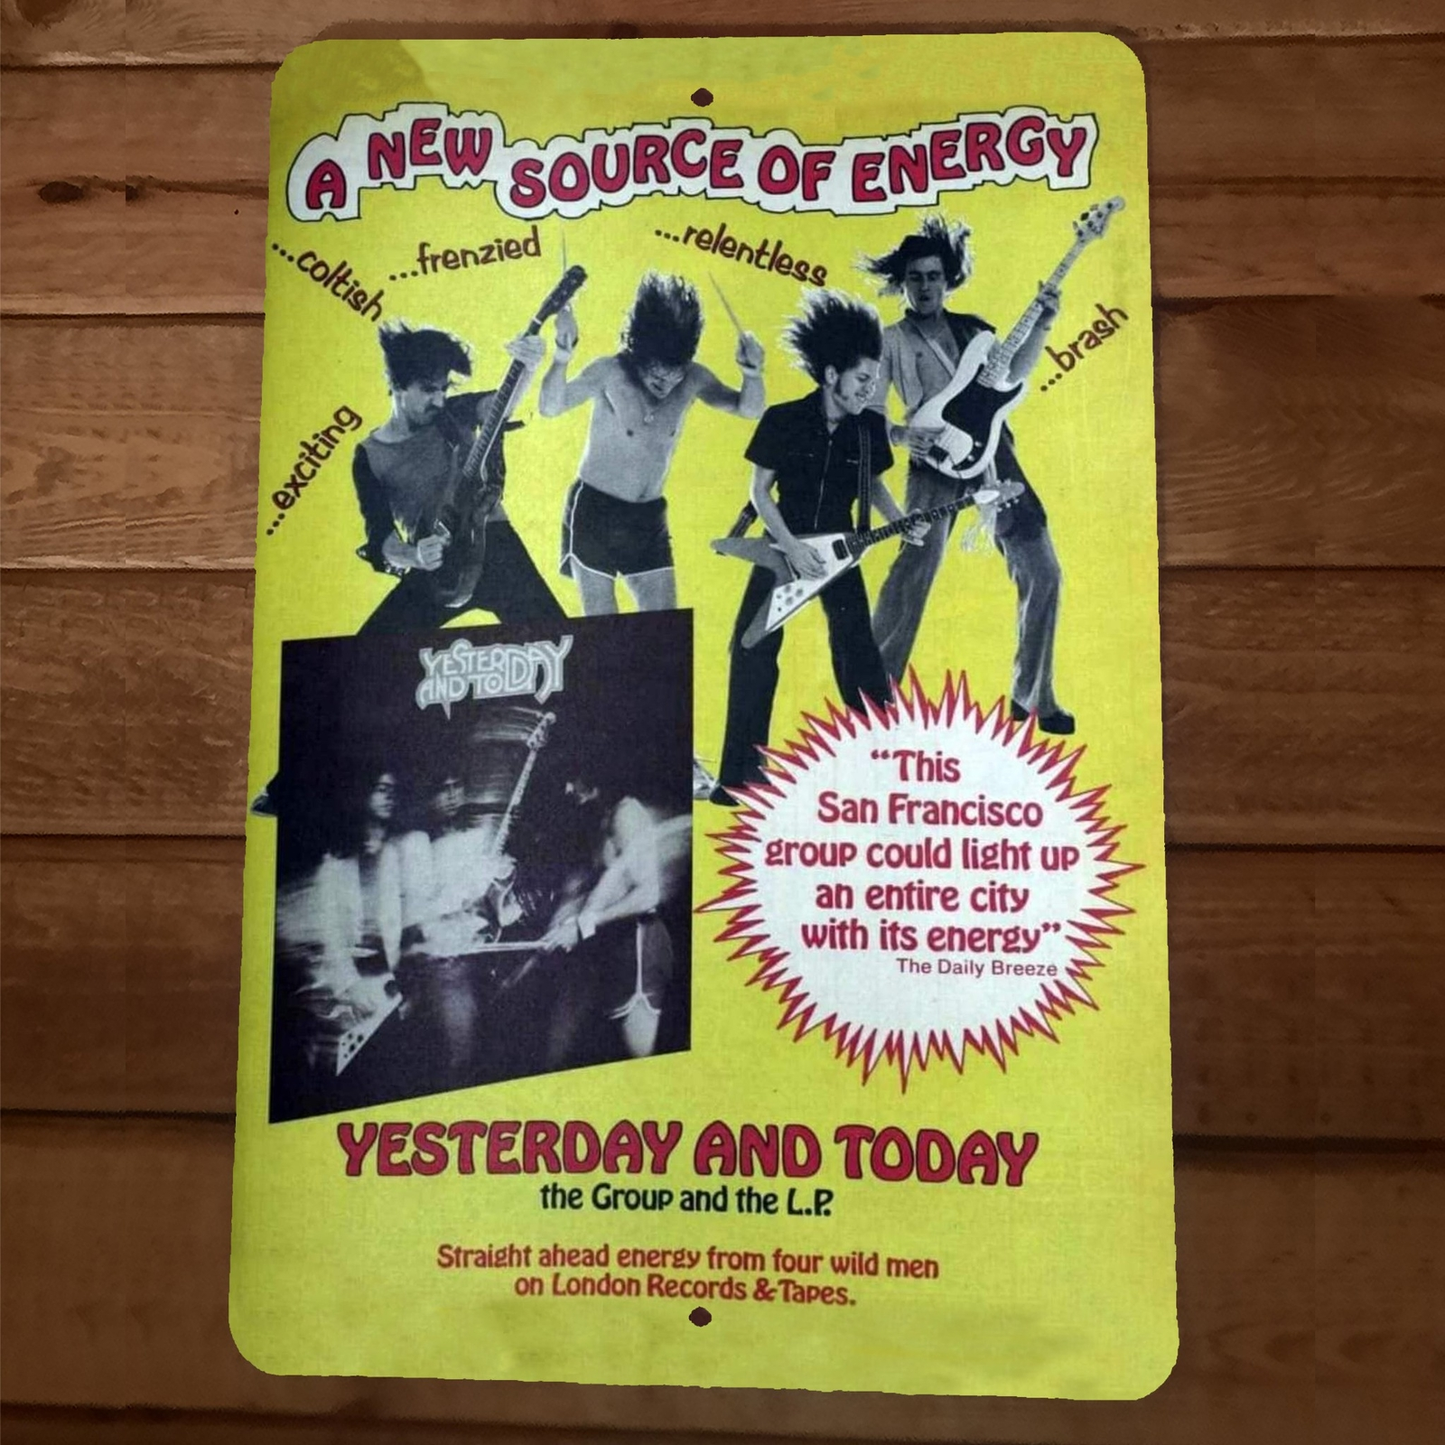 A NEW SOURCE OF ENERGY
...exciting
...coltish
...frenzied
...relentless
...brash
YESTERDAY
AND TODAY
“This
San Francisco
group could light up
an entire city
with its energy”
The Daily Breeze
YESTERDAY AND TODAY
the Group and the L.P.
Straight ahead energy from four wild men
on London Records & Tapes.